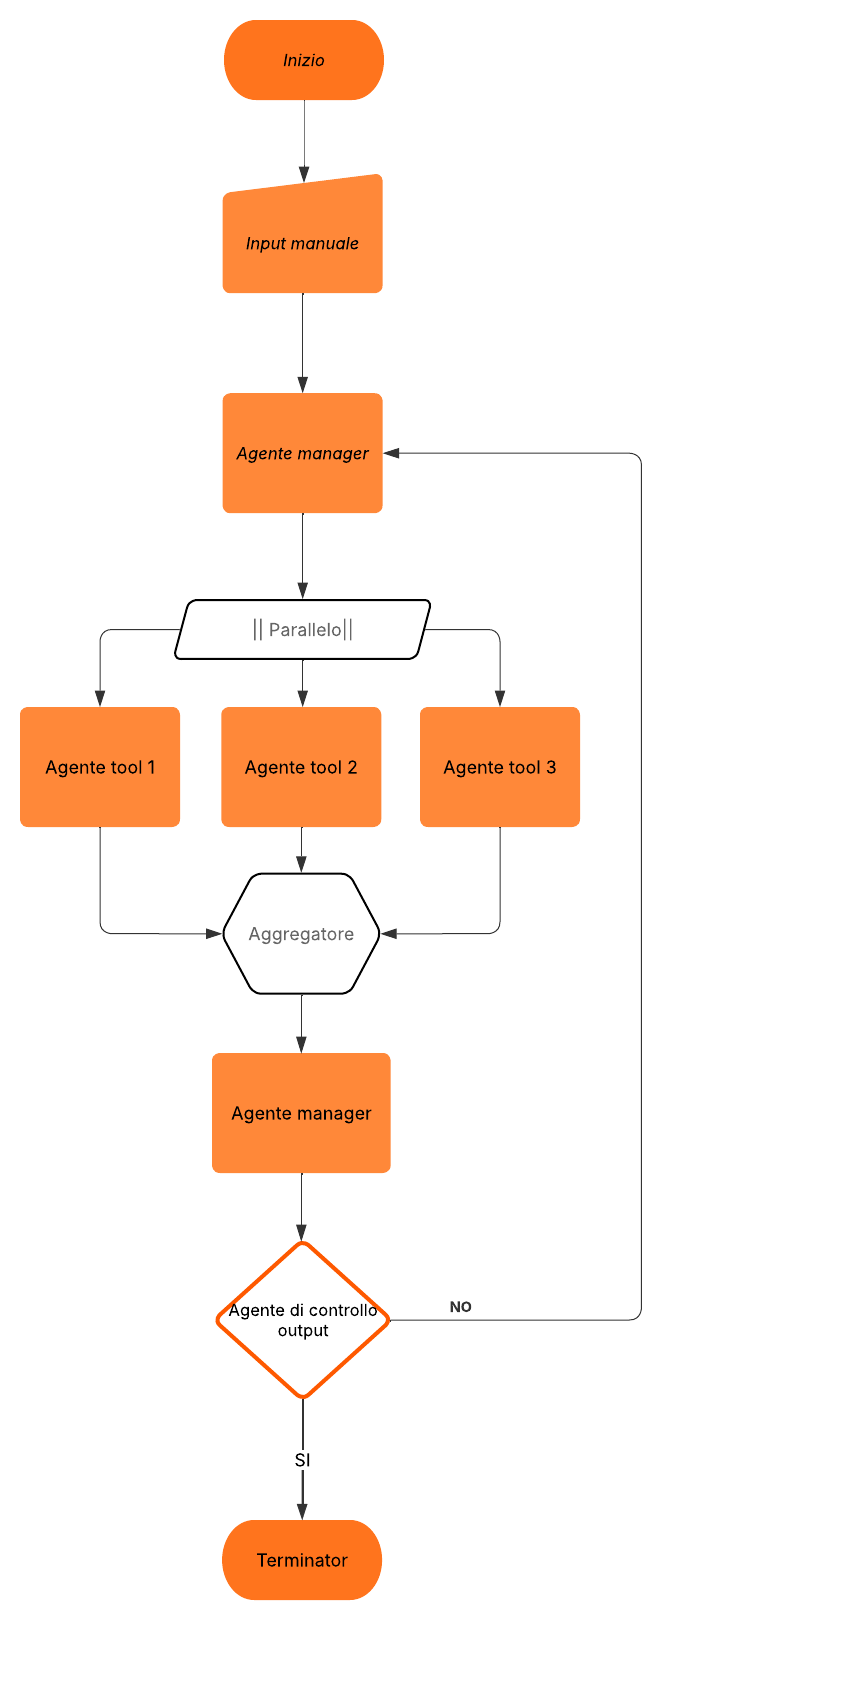 Inizio
Input manuale
Agente manager
|| Parallelo||
Agente tool 1
Agente tool 2
Agente tool 3
Aggregatore
Agente manager
Agente di controllo
output
NO
SI
Terminator